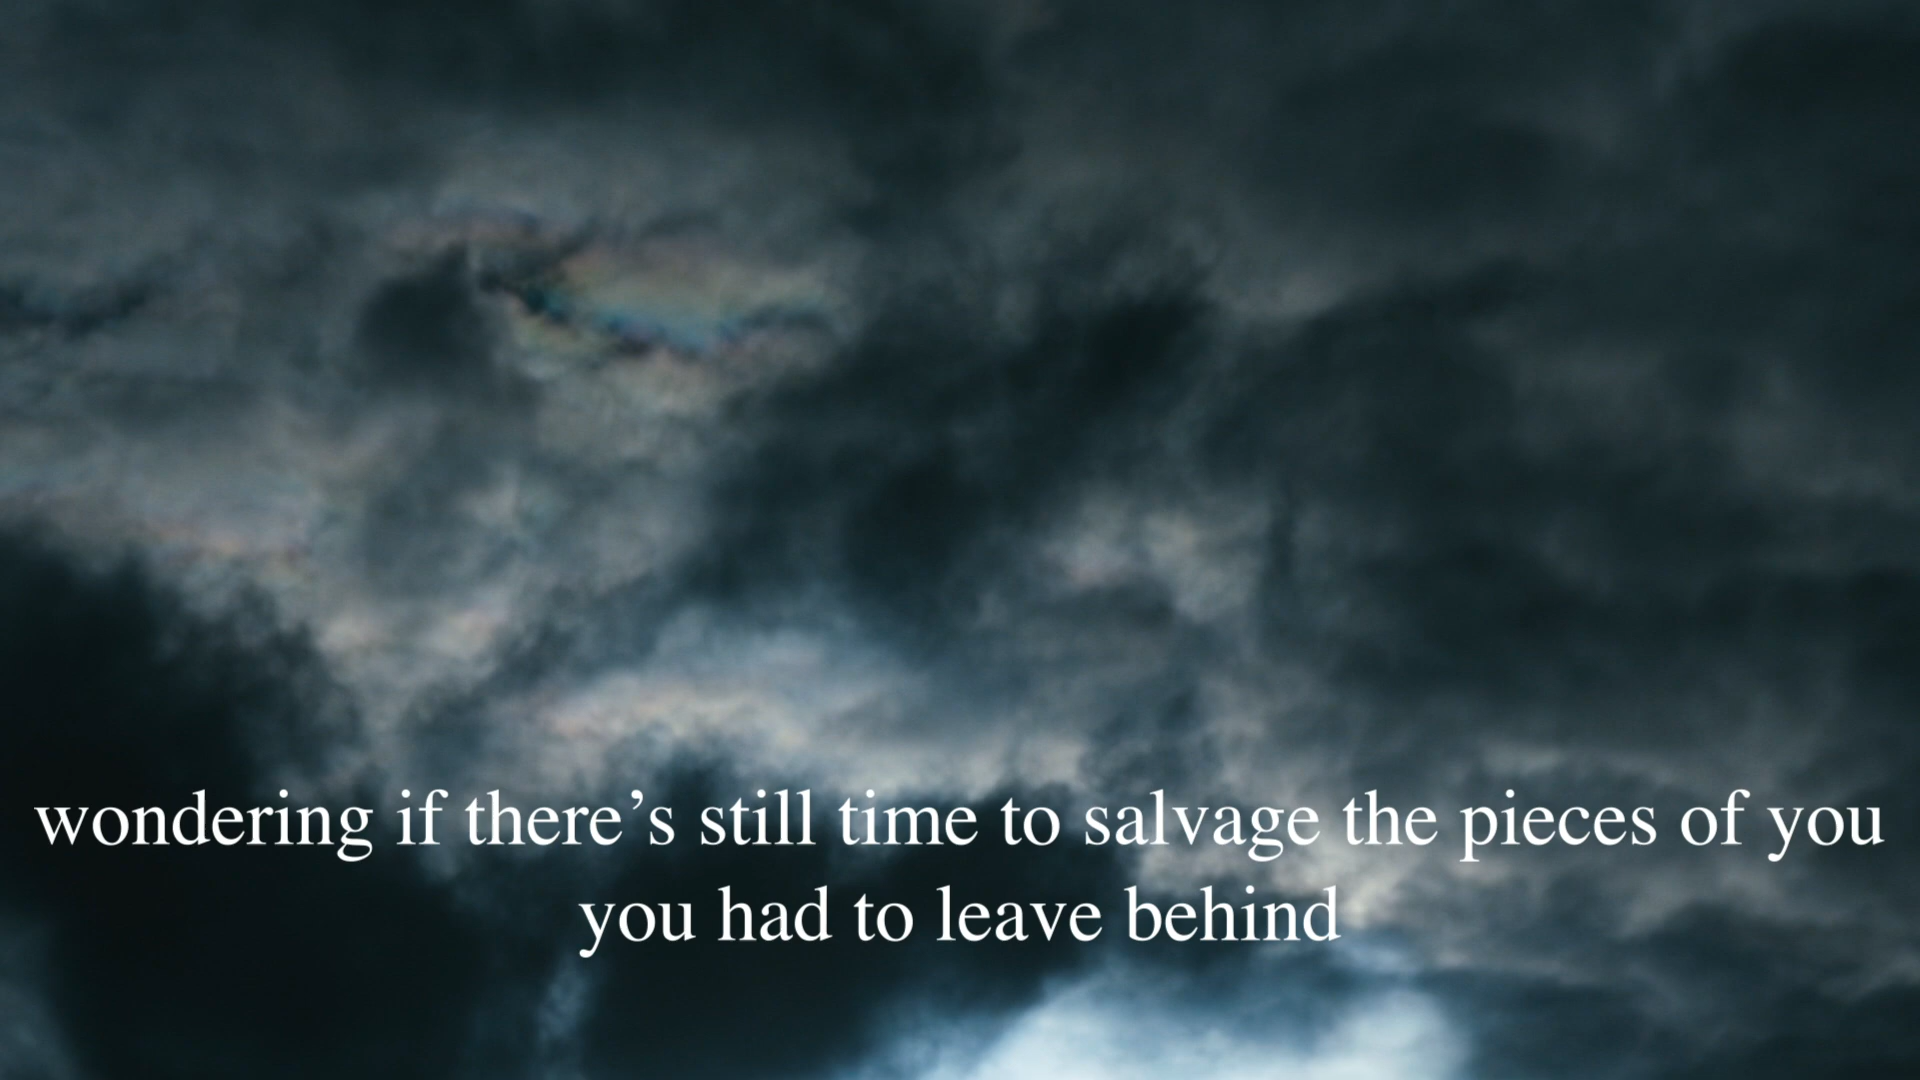 wondering if there’s still time to salvage the pieces of you
you had to leave behind